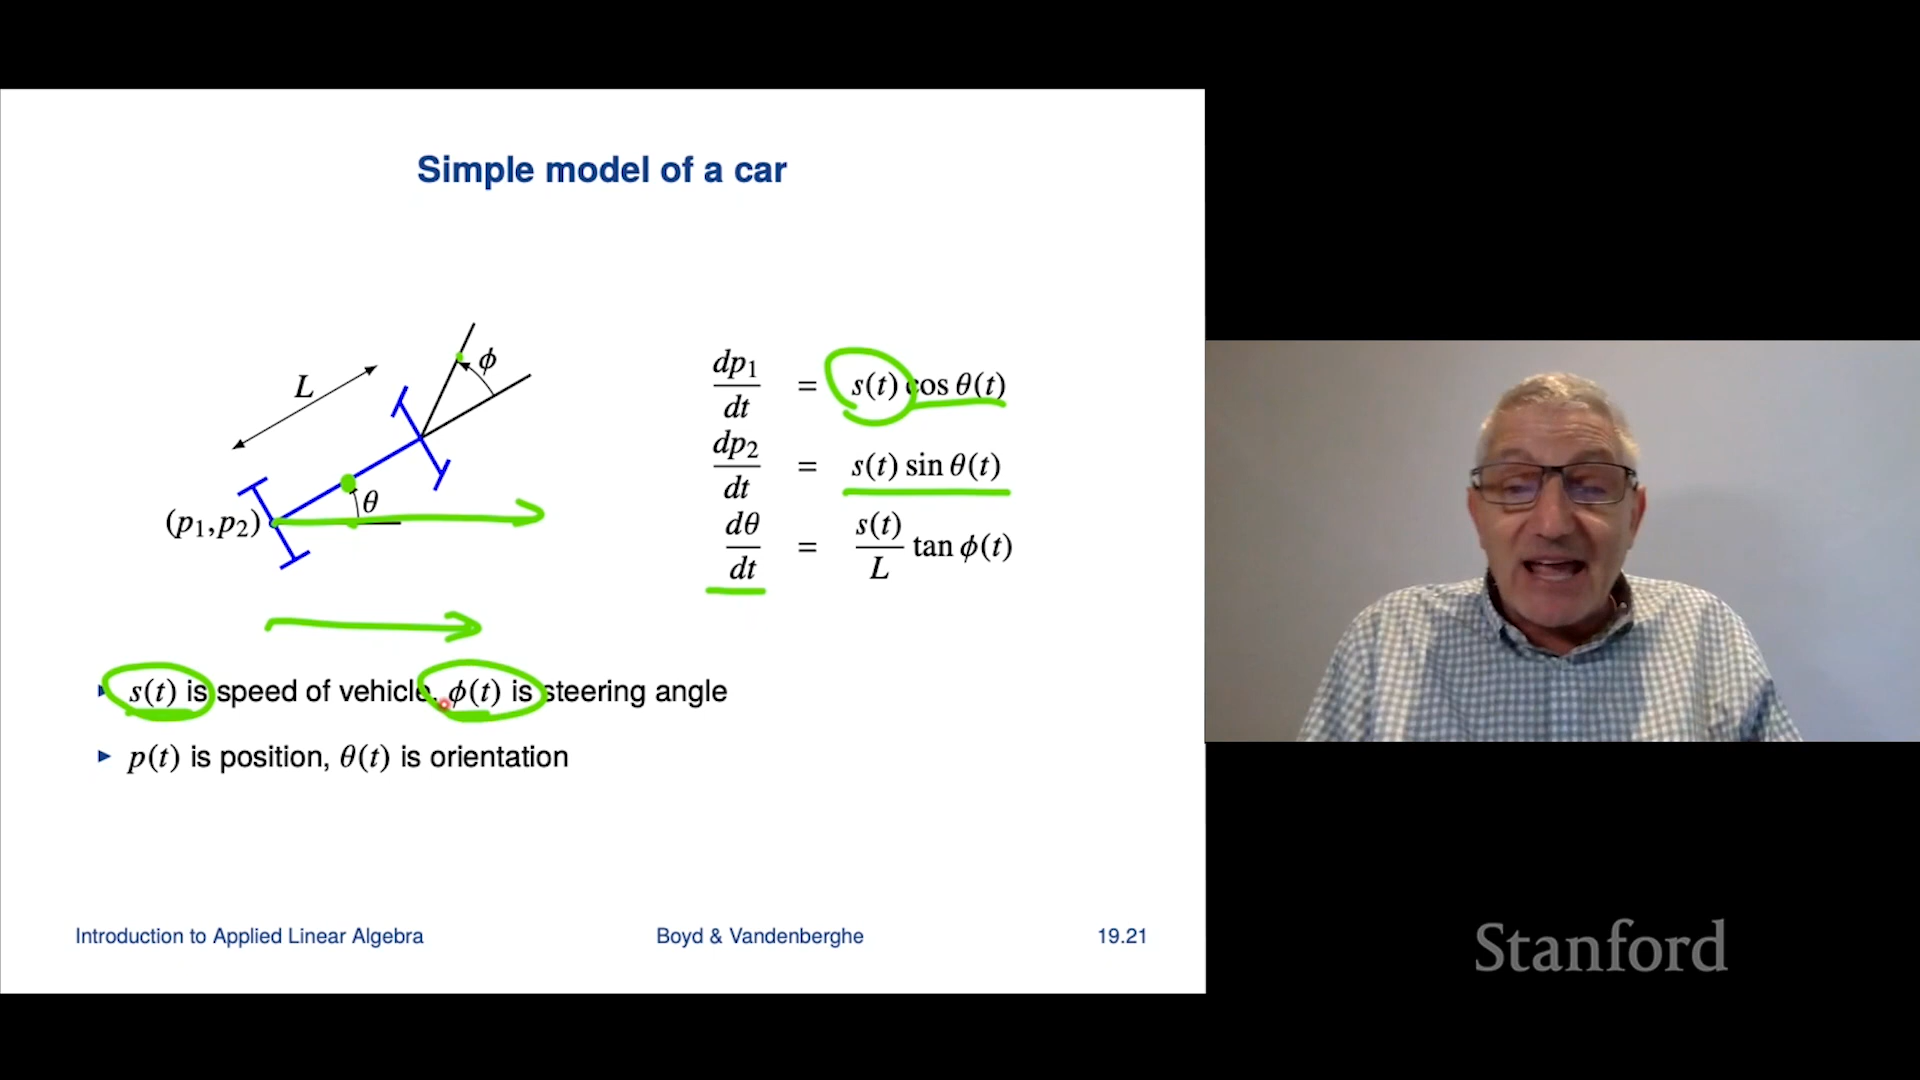 Simple model of a car
L
ϕ
θ
(p₁,p₂)
dp₁/dt = s(t) cos θ(t)
dp₂/dt = s(t) sin θ(t)
dθ/dt = s(t)/L tan ϕ(t)
▶ s(t) is speed of vehicle, ϕ(t) is steering angle
▶ p(t) is position, θ(t) is orientation
Introduction to Applied Linear Algebra Boyd & Vandenberghe 19.21
Stanford